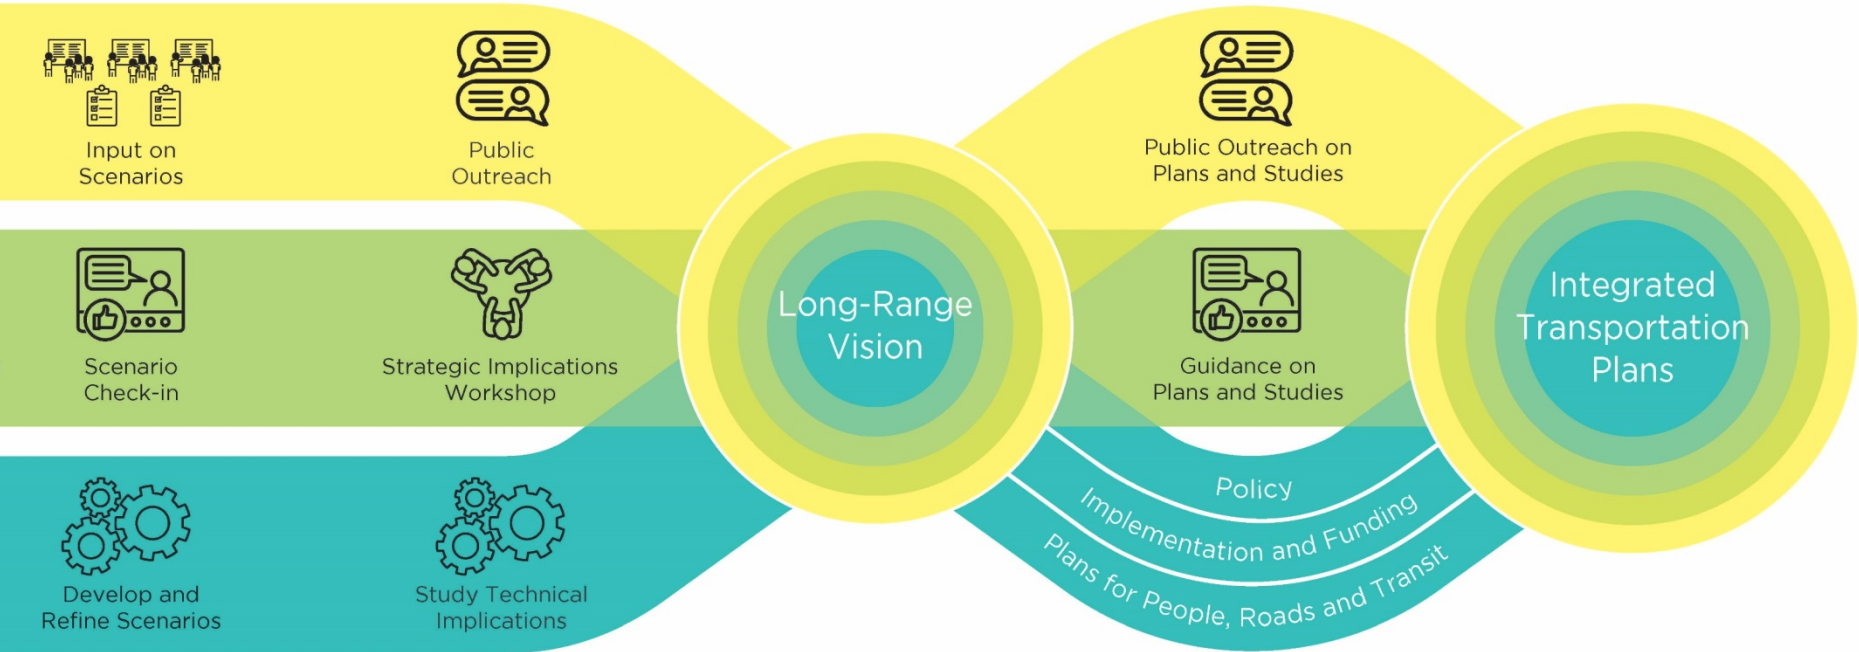 Input on
Scenarios
Public
Outreach
Public Outreach on
Plans and Studies
Scenario
Check-in
Strategic Implications
Workshop
Long-Range
Vision
Guidance on
Plans and Studies
Integrated
Transportation
Plans
Develop and
Refine Scenarios
Study Technical
Implications
Policy
Implementation and Funding
Plans for People, Roads and Transit